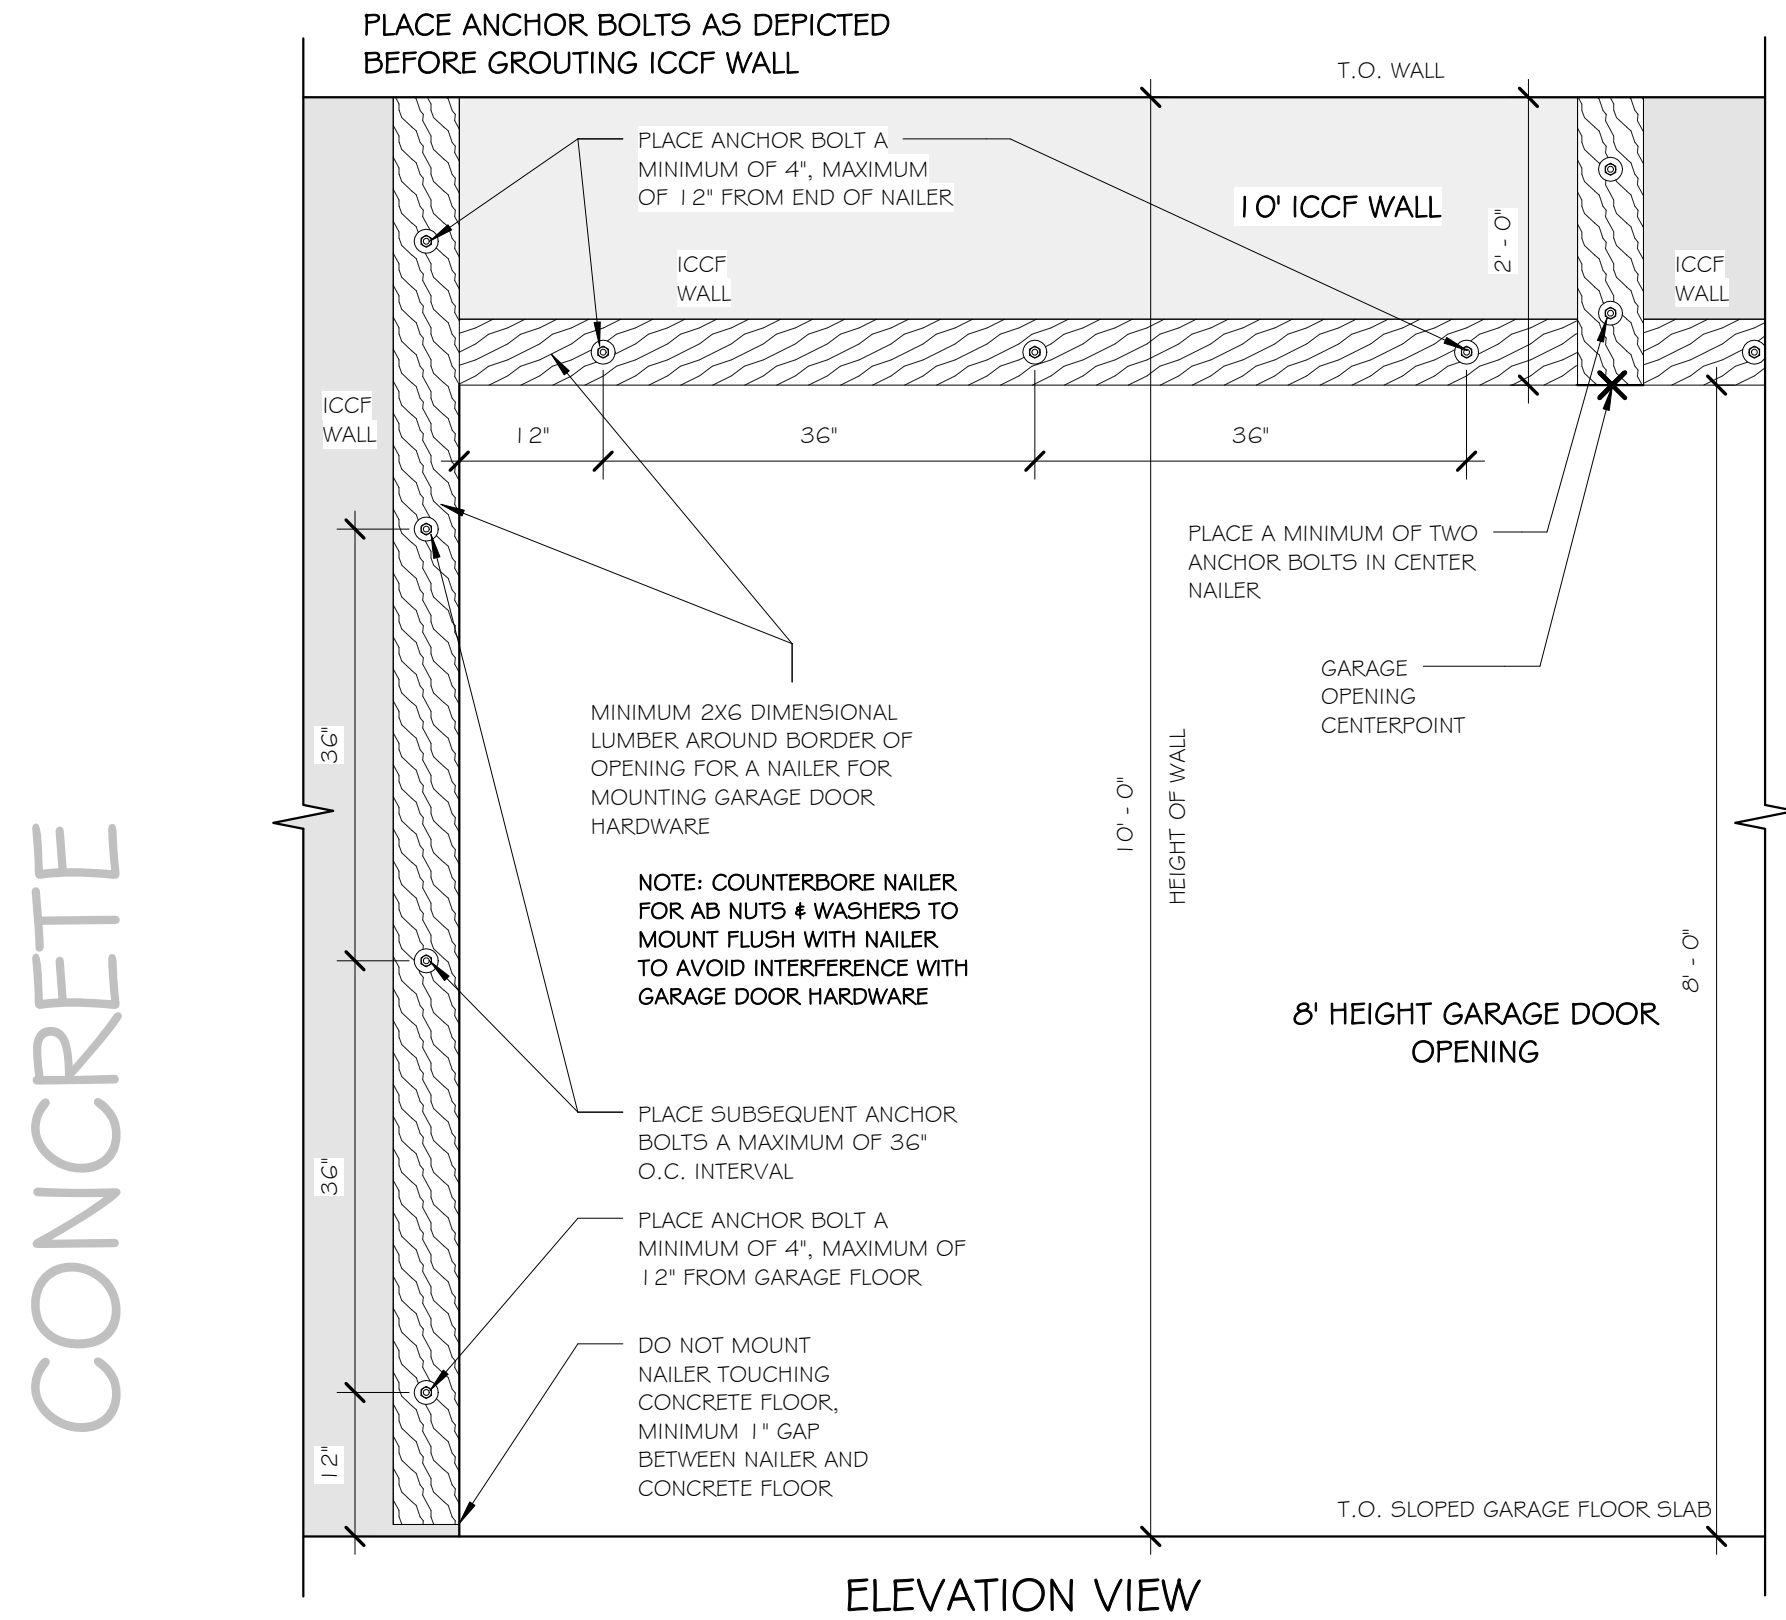 PLACE ANCHOR BOLTS AS DEPICTED
BEFORE GROUTING ICCF WALL
T.O. WALL
PLACE ANCHOR BOLT A
MINIMUM OF 4", MAXIMUM
OF 12" FROM END OF NAILER
10' ICCF WALL
2' - 0"
ICCF
WALL
ICCF
WALL
ICCF
WALL
12"
36"
36"
PLACE A MINIMUM OF TWO
ANCHOR BOLTS IN CENTER
NAILER
GARAGE
OPENING
CENTERPOINT
36"
MINIMUM 2X6 DIMENSIONAL
LUMBER AROUND BORDER OF
OPENING FOR A NAILER FOR
MOUNTING GARAGE DOOR
HARDWARE
10' - 0"
HEIGHT OF WALL
NOTE: COUNTERBORE NAILER
FOR AB NUTS & WASHERS TO
MOUNT FLUSH WITH NAILER
TO AVOID INTERFERENCE WITH
GARAGE DOOR HARDWARE
8' - 0"
8' HEIGHT GARAGE DOOR
OPENING
CONCRETE
PLACE SUBSEQUENT ANCHOR
BOLTS A MAXIMUM OF 36"
O.C. INTERVAL
36"
PLACE ANCHOR BOLT A
MINIMUM OF 4", MAXIMUM OF
12" FROM GARAGE FLOOR
DO NOT MOUNT
NAILER TOUCHING
CONCRETE FLOOR,
MINIMUM 1" GAP
BETWEEN NAILER AND
CONCRETE FLOOR
12"
T.O. SLOPED GARAGE FLOOR SLAB
ELEVATION VIEW